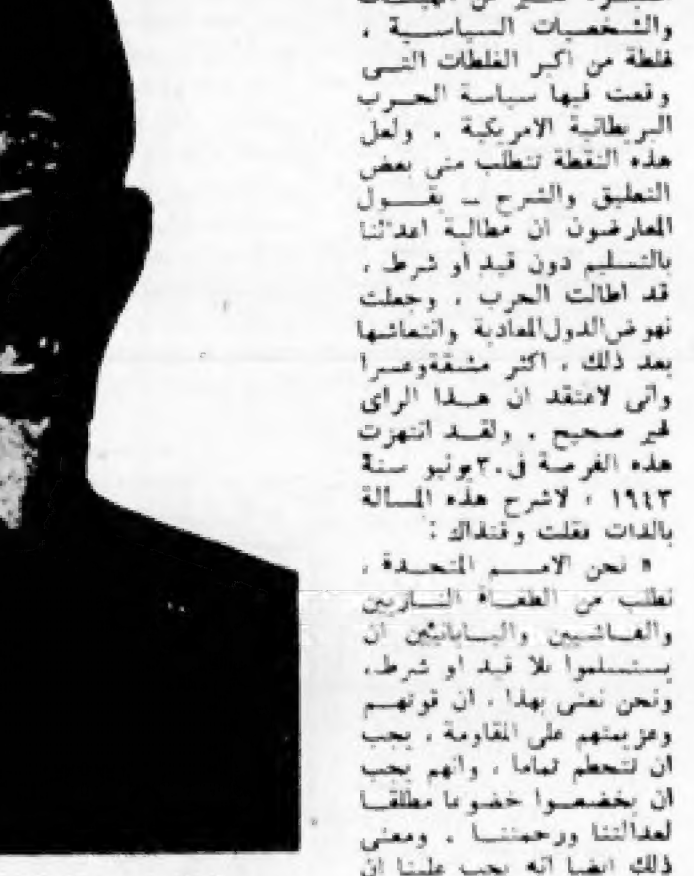 والشخصيات السياسية ،
غلطة من اكبر الغلطات التى
وقعت فيها سياسة الحرب
البريطانية الامريكية . ولعل
هذه النقطة تتطلب منى بعض
التعليق والشرح ــ يقول
المعارضون ان مطالبة اعدائنا
بالتسليم دون قيد او شرط ،
قد اطالت الحرب ، وجعلت
نهوض الدول المعادية وانتعاشها
بعد ذلك ، اكثر مشقة وعسرا
وانى لاعتقد ان هذا الراى
غير صحيح . ولقد انتهزت
هذه الفرصة فى ٣٠ يونيو سنة
١٩٤٣ ، لاشرح هذه المسالة
بالذات فقلت وقتذاك :
« نحن الامم المتحدة ،
نطلب من الطغاة النازيين
والفاشيين واليابانيين ان
يستسلموا بلا قيد او شرط،
ونحن نعنى بهذا ، ان قوتهم
وعزيمتهم على المقاومة ، يجب
ان تتحطم تماما ، وانهم يجب
ان يخضعوا خضوعا مطلقا
لعدالتنا ورحمتنا . ومعنى
ذلك ايضا انه يجب علينا ان